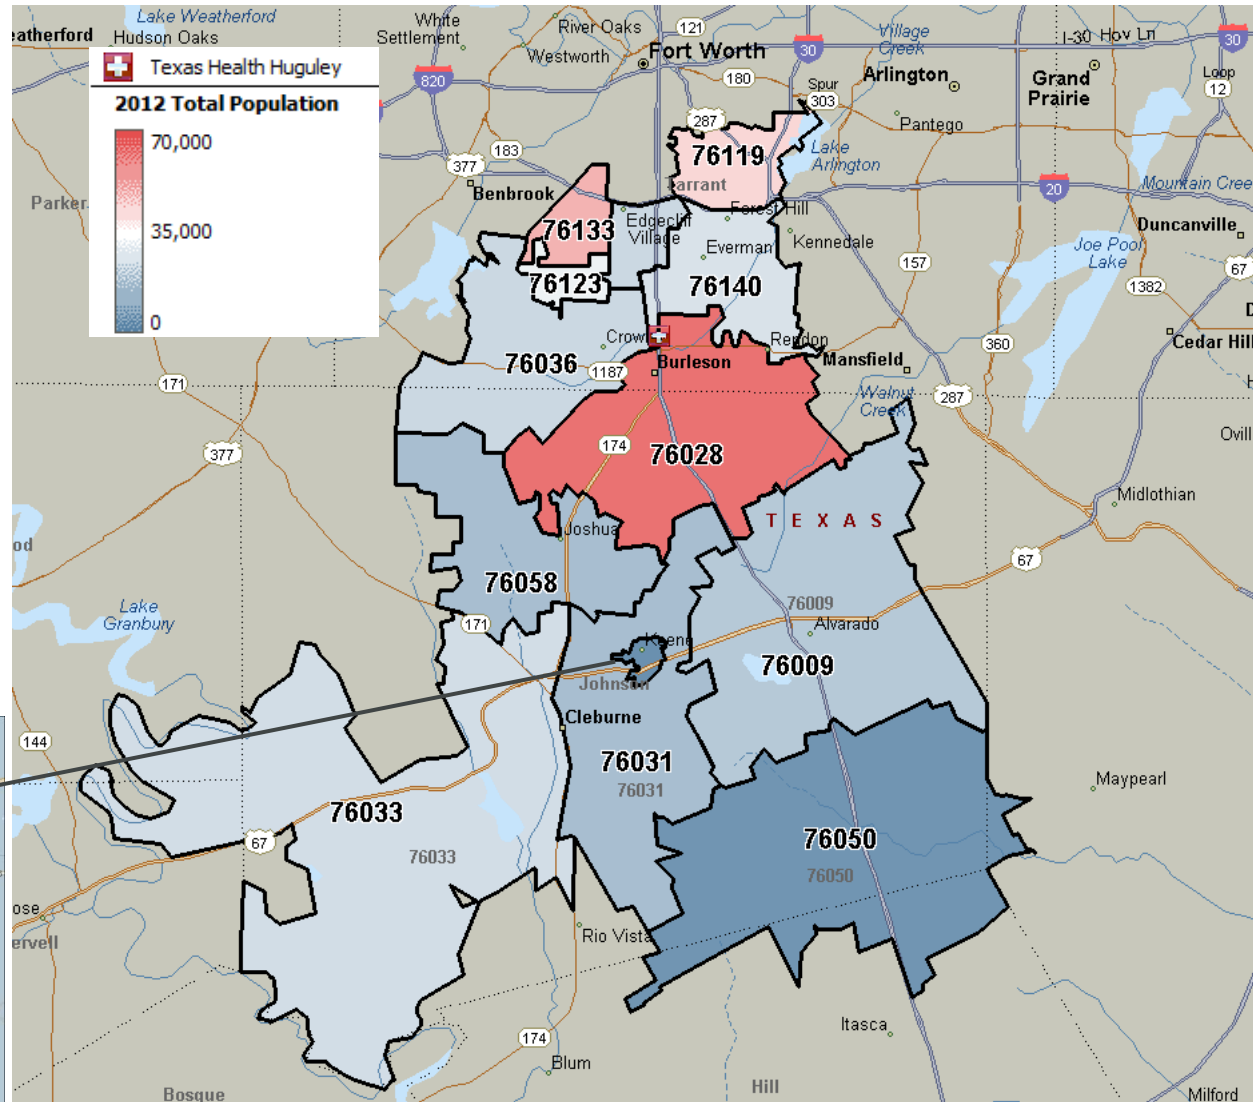 Lake Weatherford
White
Settlement
River Oaks
121
eatherford
Hudson Oaks
Westworth
Fort Worth
30
Village
Creek
I-30 Hov Ln
30
Texas Health Huguley
2012 Total Population
70,000
35,000
0
820
180
Arlington
Grand
Prairie
Loop
12
Spur
303
287
Pantego
183
377
76119
Lake
Arlington
Tarrant
20
Mountain Cree
Benbrook
Parker
Edgecliff
Village
Forest Hill
Kennedale
Duncanville
76133
Everman
Joe Pool
Lake
157
67
76123
76140
1382
Crow
Rendon
360
Cedar Hill
76036
1187
Burleson
Mansfield
171
Walnut
Creek
287
377
174
76028
Ovill
Midlothian
TEXAS
Joshua
od
67
76058
Lake
Granbury
76009
171
Alvarado
Keene
76009
Johnson
Cleburne
144
76031
76031
Maypearl
76033
67
76033
76050
76050
ose
ervell
Rio Vista
Itasca
174
Blum
Bosque
Hill
Milford